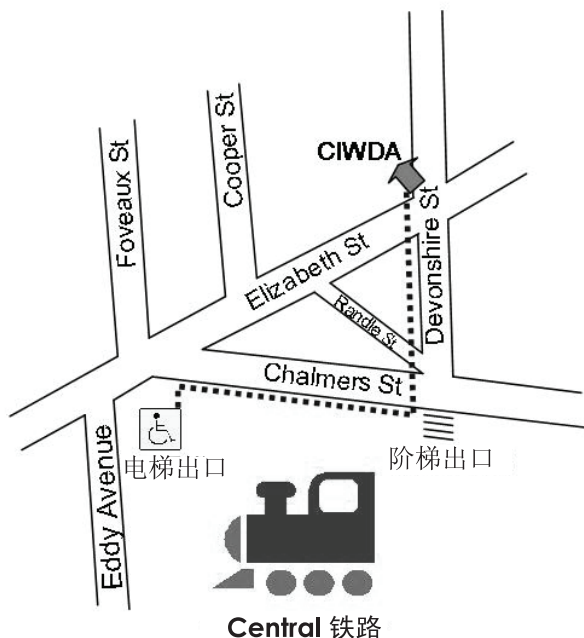 CIWDA
Foveaux St
Cooper St
Elizabeth St
Devonshire St
Randle St
Chalmers St
Eddy Avenue
电梯出口
阶梯出口
Central 铁路